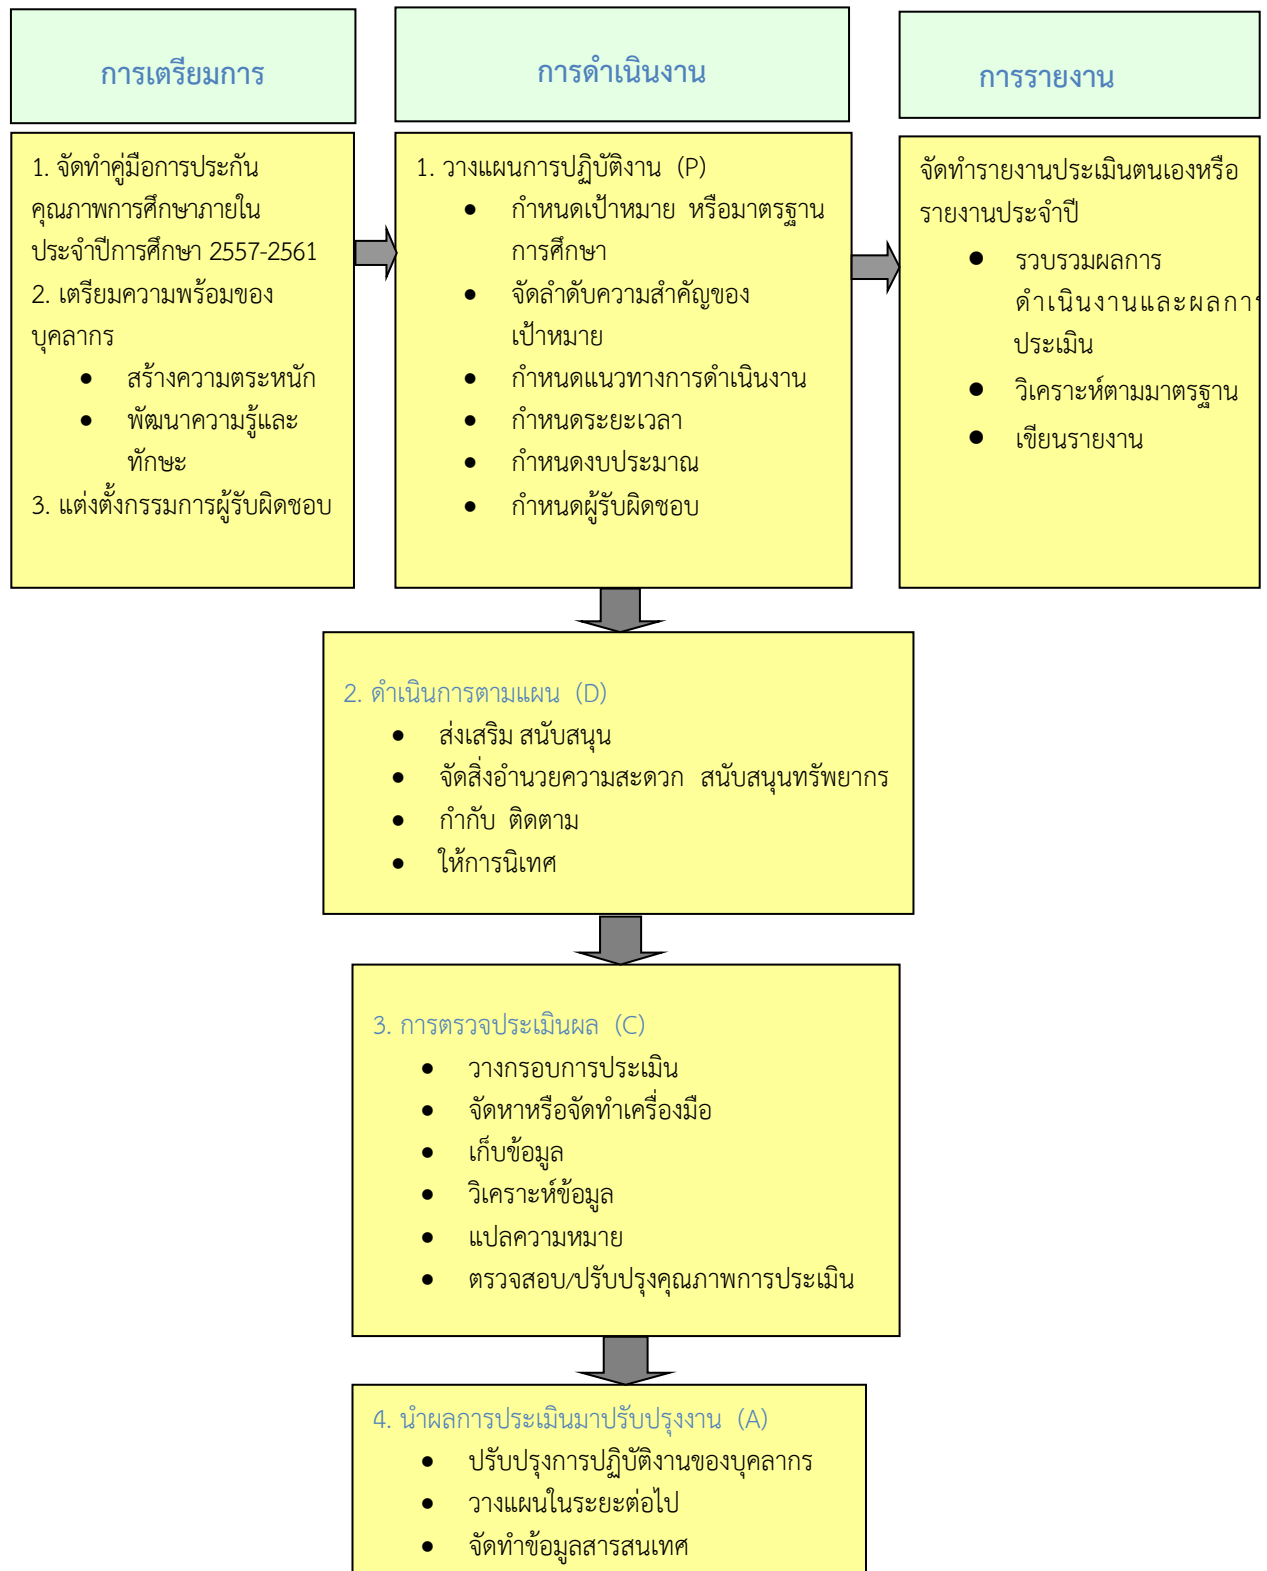 การเตรียมการ
การดำเนินงาน
การรายงาน
1. จัดทำคู่มือการประกัน
คุณภาพการศึกษาภายใน
ประจำปีการศึกษา 2557-2561
2. เตรียมความพร้อมของ
บุคลากร
● สร้างความตระหนัก
● พัฒนาความรู้และ
ทักษะ
3. แต่งตั้งกรรมการผู้รับผิดชอบ
1. วางแผนการปฏิบัติงาน (P)
● กำหนดเป้าหมาย หรือมาตรฐาน
การศึกษา
● จัดลำดับความสำคัญของ
เป้าหมาย
● กำหนดแนวทางการดำเนินงาน
● กำหนดระยะเวลา
● กำหนดงบประมาณ
● กำหนดผู้รับผิดชอบ
จัดทำรายงานประเมินตนเองหรือ
รายงานประจำปี
● รวบรวมผลการ
ดำเนินงานและผลการ
ประเมิน
● วิเคราะห์ตามมาตรฐาน
● เขียนรายงาน
2. ดำเนินการตามแผน (D)
● ส่งเสริม สนับสนุน
● จัดสิ่งอำนวยความสะดวก สนับสนุนทรัพยากร
● กำกับ ติดตาม
● ให้การนิเทศ
3. การตรวจประเมินผล (C)
● วางกรอบการประเมิน
● จัดหาหรือจัดทำเครื่องมือ
● เก็บข้อมูล
● วิเคราะห์ข้อมูล
● แปลความหมาย
● ตรวจสอบ/ปรับปรุงคุณภาพการประเมิน
4. นำผลการประเมินมาปรับปรุงงาน (A)
● ปรับปรุงการปฏิบัติงานของบุคลากร
● วางแผนในระยะต่อไป
● จัดทำข้อมูลสารสนเทศ